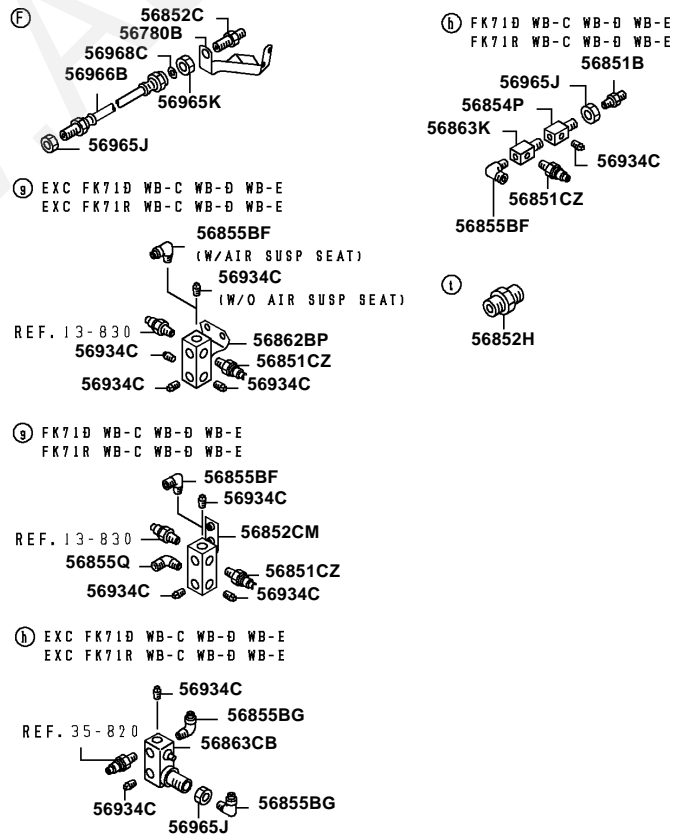 F
56852C
56780B
56968C
56966B
56965K
56965J
g EXC FK71D WB-C WB-D WB-E
EXC FK71R WB-C WB-D WB-E
56855BF
(W/AIR SUSP SEAT)
56934C
(W/O AIR SUSP SEAT)
REF. 13-830
56862BP
56934C
56851CZ
56934C
56934C
g FK71D WB-C WB-D WB-E
FK71R WB-C WB-D WB-E
56855BF
56934C
REF. 13-830
56852CM
56855Q
56851CZ
56934C
56934C
h EXC FK71D WB-C WB-D WB-E
EXC FK71R WB-C WB-D WB-E
56934C
56855BG
REF. 35-820
56863CB
56934C
56855BG
56965J
h FK71D WB-C WB-D WB-E
FK71R WB-C WB-D WB-E
56851B
56965J
56854P
56863K
56934C
56851CZ
56855BF
t
56852H